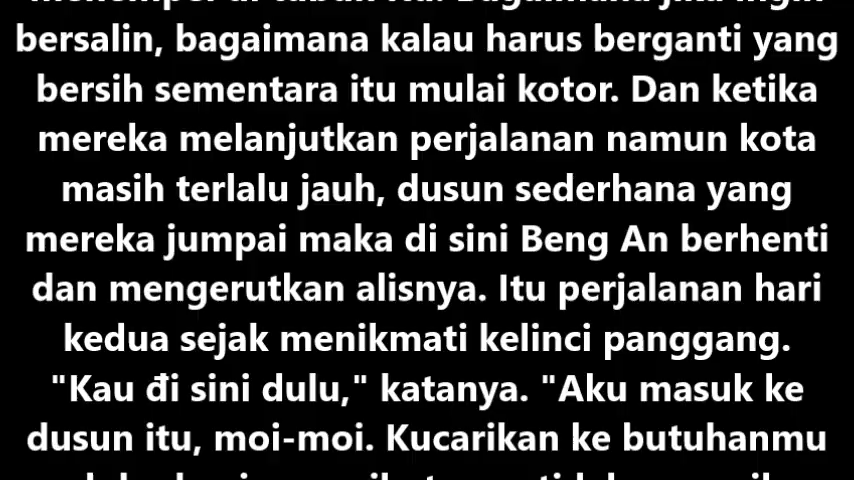 bersalin, bagaimana kalau harus berganti yang
bersih sementara itu mulai kotor. Dan ketika
mereka melanjutkan perjalanan namun kota
masih terlalu jauh, dusun sederhana yang
mereka jumpai maka di sini Beng An berhenti
dan mengerutkan alisnya. Itu perjalanan hari
kedua sejak menikmati kelinci panggang.
"Kau đi sini dulu," katanya. "Aku masuk ke
dusun itu, moi-moi. Kucarikan ke butuhanmu